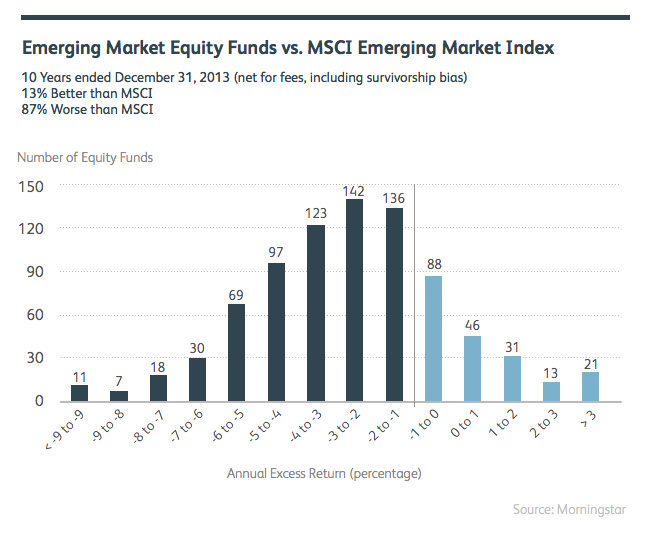 Emerging Market Equity Funds vs. MSCI Emerging Market Index
10 Years ended December 31, 2013 (net for fees, including survivorship bias)
13% Better than MSCI
87% Worse than MSCI
Number of Equity Funds
150
120
90
60
30
0
11
7
18
30
69
97
123
142
136
88
46
31
13
21
< -9 to -9
-9 to -8
-8 to -7
-7 to -6
-6 to -5
-5 to -4
-4 to -3
-3 to -2
-2 to -1
-1 to 0
0 to 1
1 to 2
2 to 3
> 3
Annual Excess Return (percentage)
Source: Morningstar